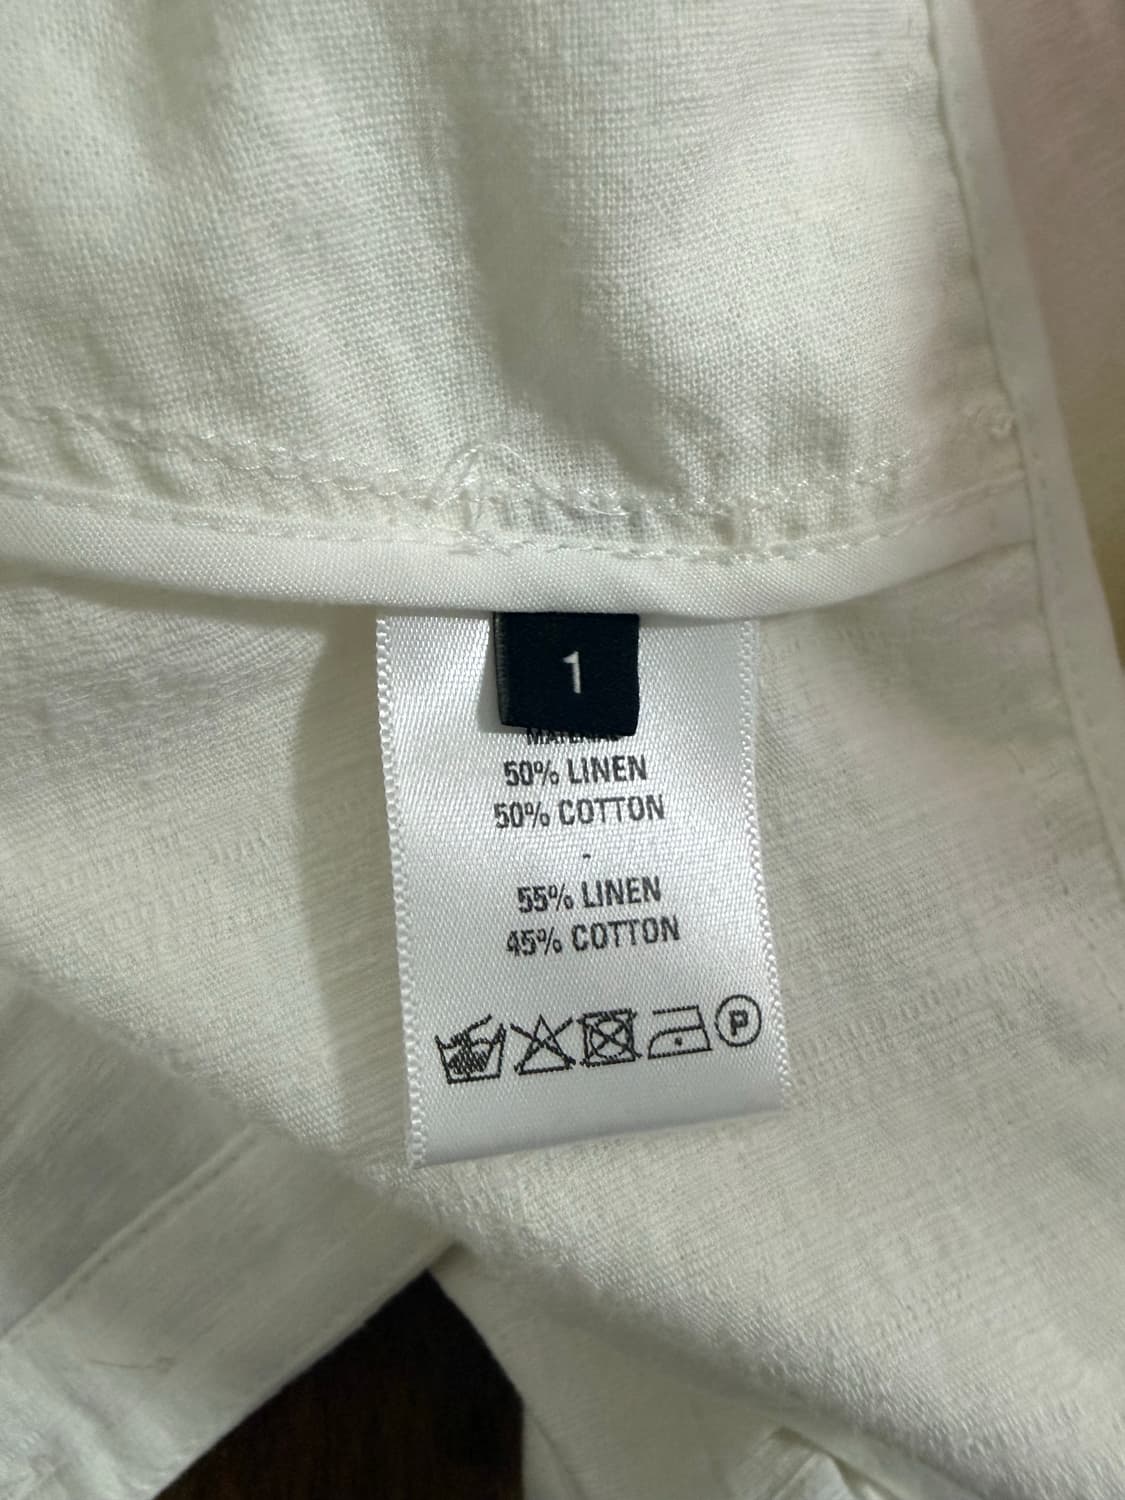 1
50% LINEN
50% COTTON
-
55% LINEN
45% COTTON
P